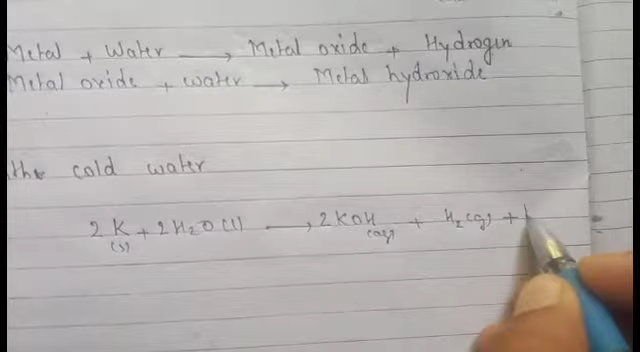 Metal + Water → Metal oxide + Hydrogen
Metal oxide + water → Metal hydroxide
the cold water
2K(s) + 2H₂O(l) → 2KOH(aq) + H₂(g) +